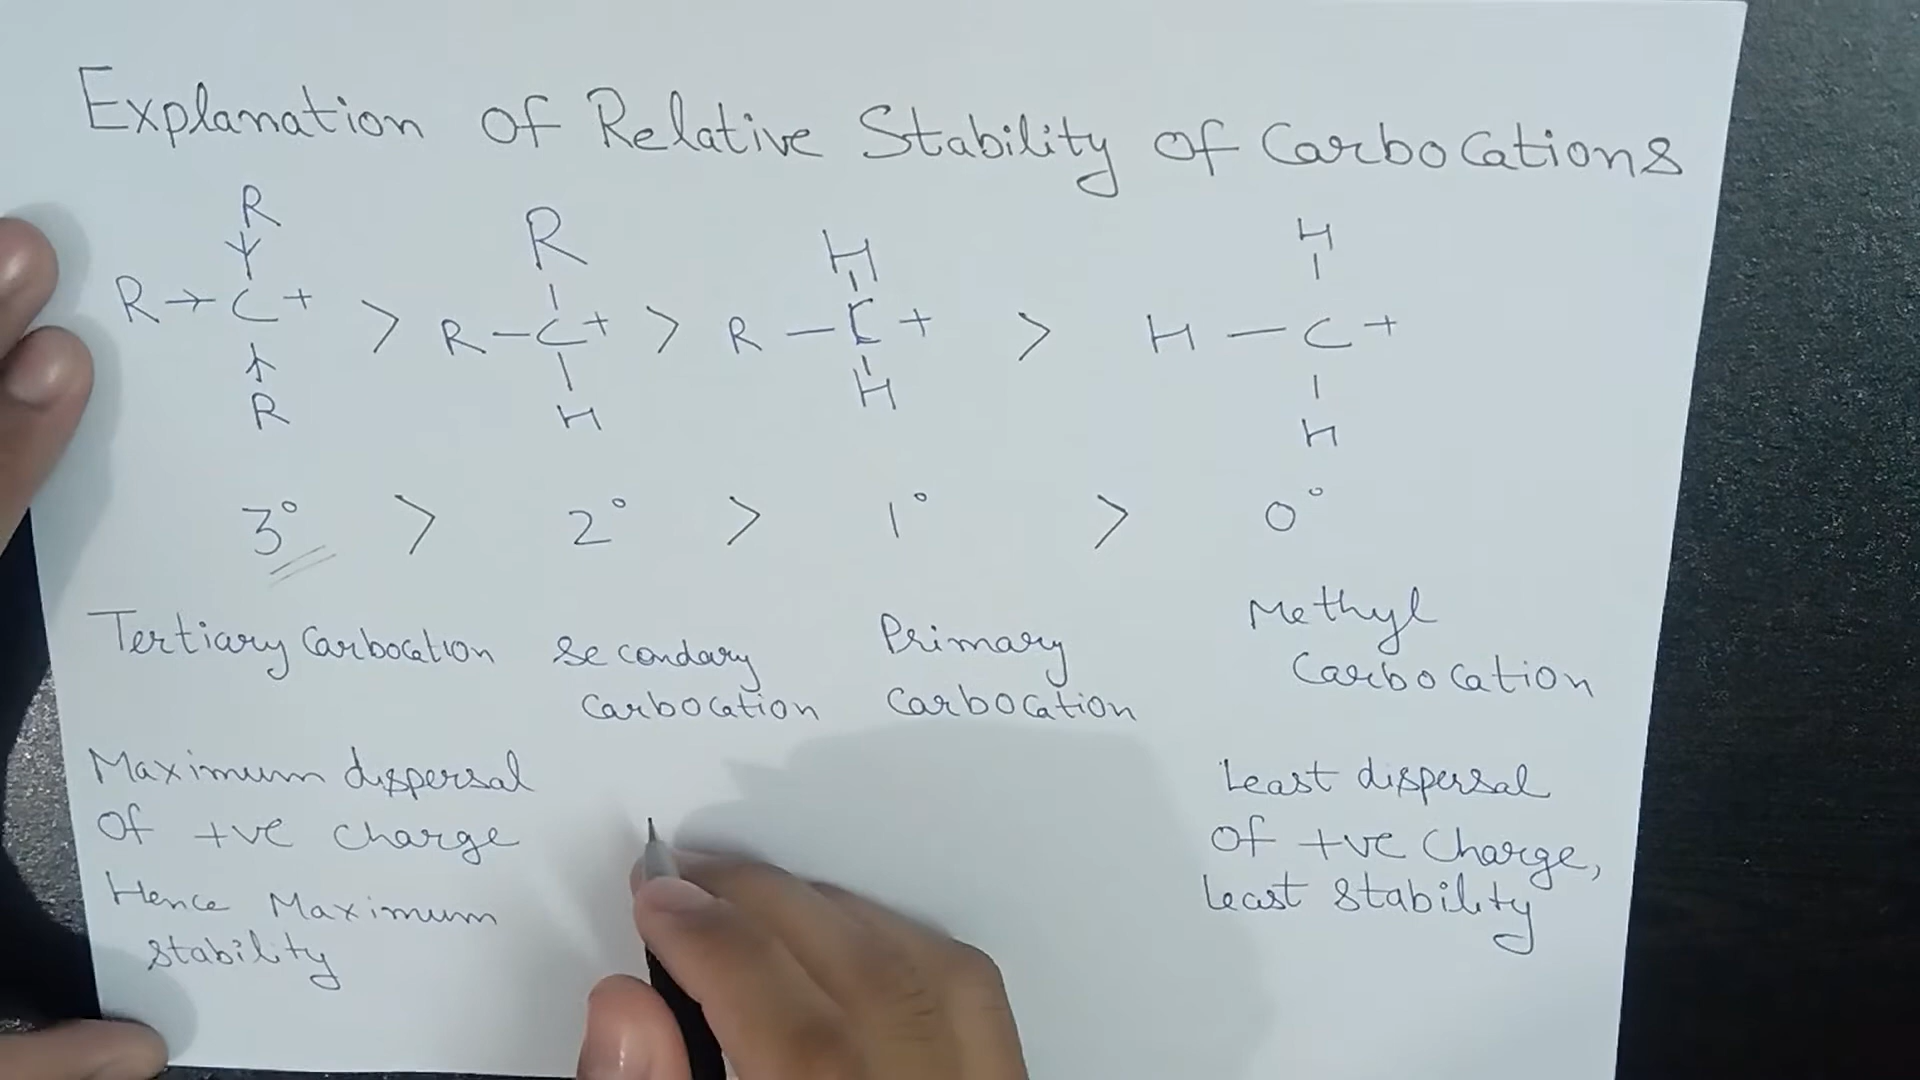 Explanation of Relative Stability of Carbocations
R
R → C +
R
>
R
R - C +
H
>
H
R - C +
H
>
H
H - C +
H
3° > 2° > 1° > 0°
Tertiary Carbocation
Secondary
Carbocation
Primary
Carbocation
Methyl
Carbocation
Maximum dispersal
of +ve charge
Hence Maximum
stability
Least dispersal
of +ve charge,
Least stability